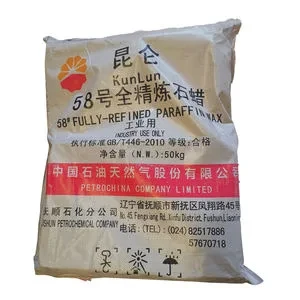 昆仑
KunLun
58号全精炼石蜡
58# FULLY-REFINED PARAFFIN WAX
工业用
INDUSTRY USE ONLY
执行标准GB/T446-2010 等级:合格
净含量(N.W.):50kg
中国石油天然气股份有限公司
PETROCHINA COMPANY LIMITED
抚顺石化分公司
FUSHUN PETROCHEMICAL COMPANY
辽宁省抚顺市新抚区凤翔路45号
No.45 Fengxiang Rd, Xinfu District, Fushun,
TEL:(024)82517886
57670718